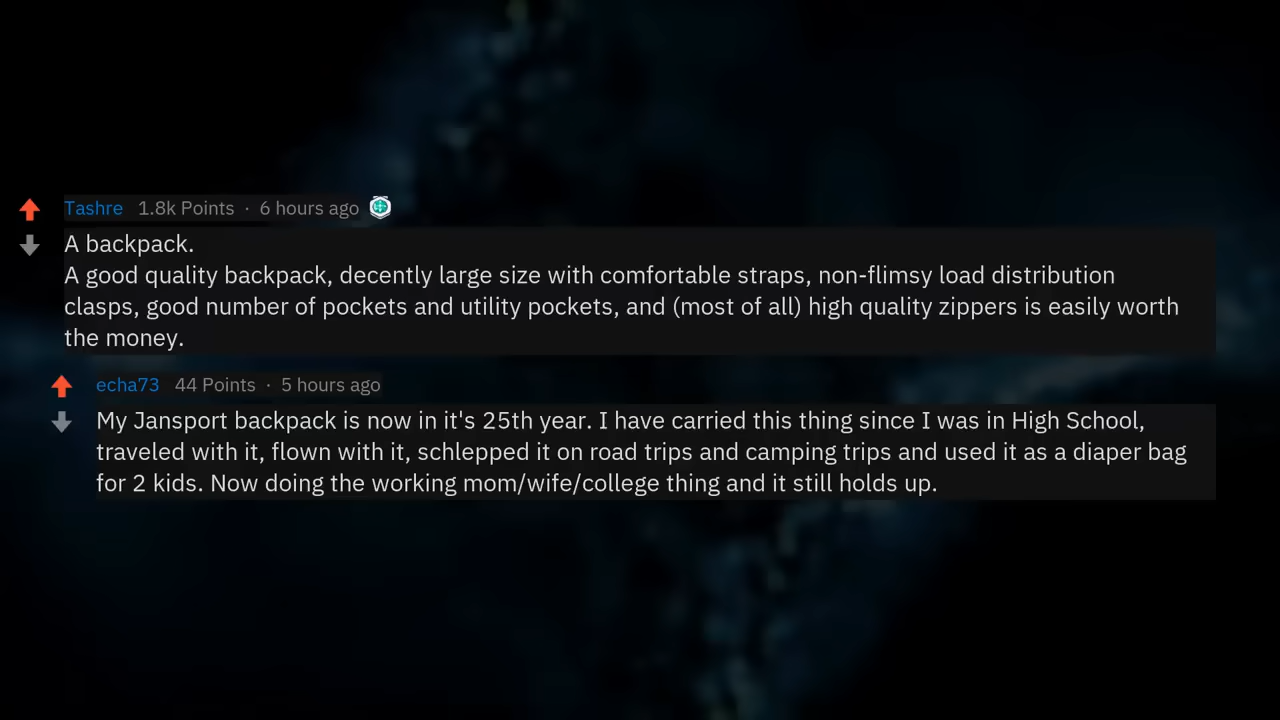 Tashre 1.8k Points · 6 hours ago
A backpack.
A good quality backpack, decently large size with comfortable straps, non-flimsy load distribution
clasps, good number of pockets and utility pockets, and (most of all) high quality zippers is easily worth
the money.
echa73 44 Points · 5 hours ago
My Jansport backpack is now in it's 25th year. I have carried this thing since I was in High School,
traveled with it, flown with it, schlepped it on road trips and camping trips and used it as a diaper bag
for 2 kids. Now doing the working mom/wife/college thing and it still holds up.